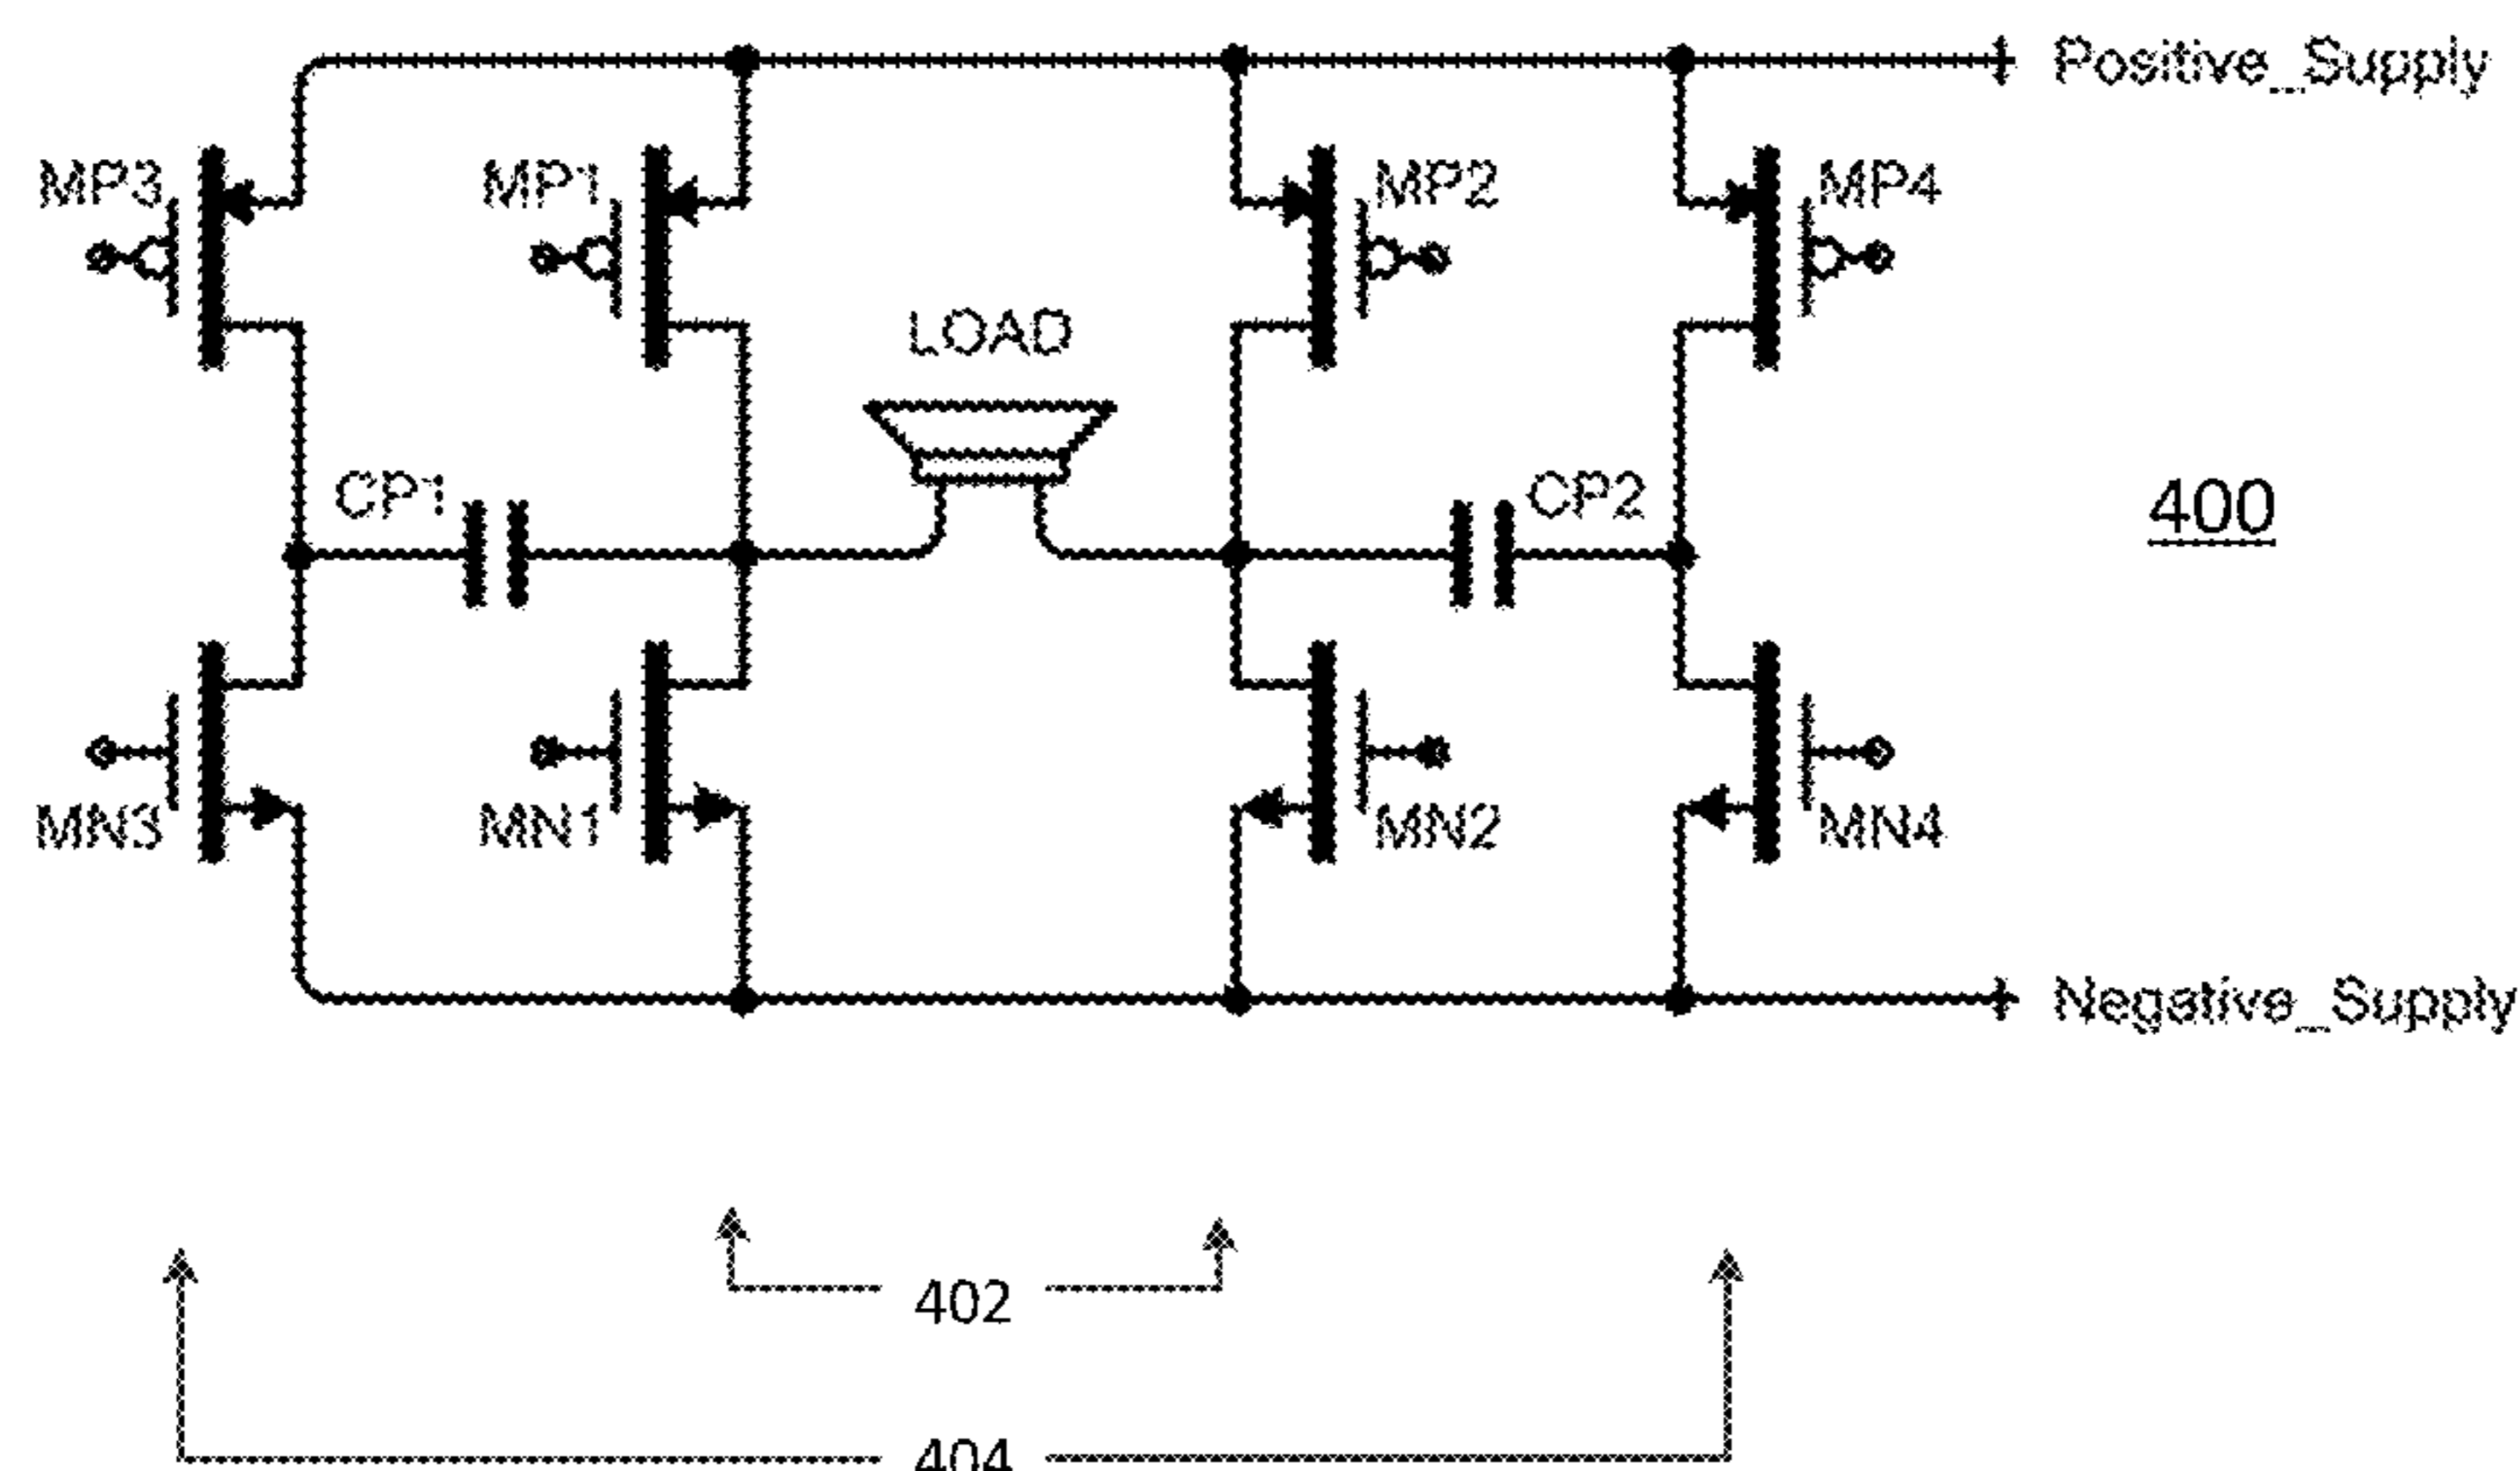 Positive_Supply
MP3
MP1
MP2
MP4
LOAD
CP1
CP2
400
MN3
MN1
MN2
MN4
Negative_Supply
402
404